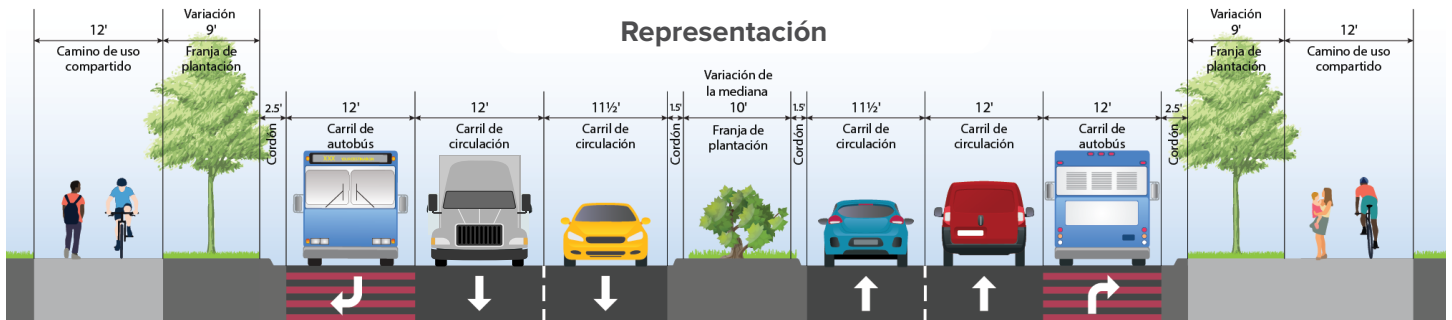 Representación
12'
Camino de uso
compartido
Variación
9'
Franja de
plantación
2.5'
Cordón
12'
Carril de
autobús
12'
Carril de
circulación
11½'
Carril de
circulación
1.5'
Cordón
Variación de
la mediana
10'
Franja de
plantación
1.5'
Cordón
11½'
Carril de
circulación
12'
Carril de
circulación
12'
Carril de
autobús
2.5'
Cordón
Variación
9'
Franja de
plantación
12'
Camino de uso
compartido